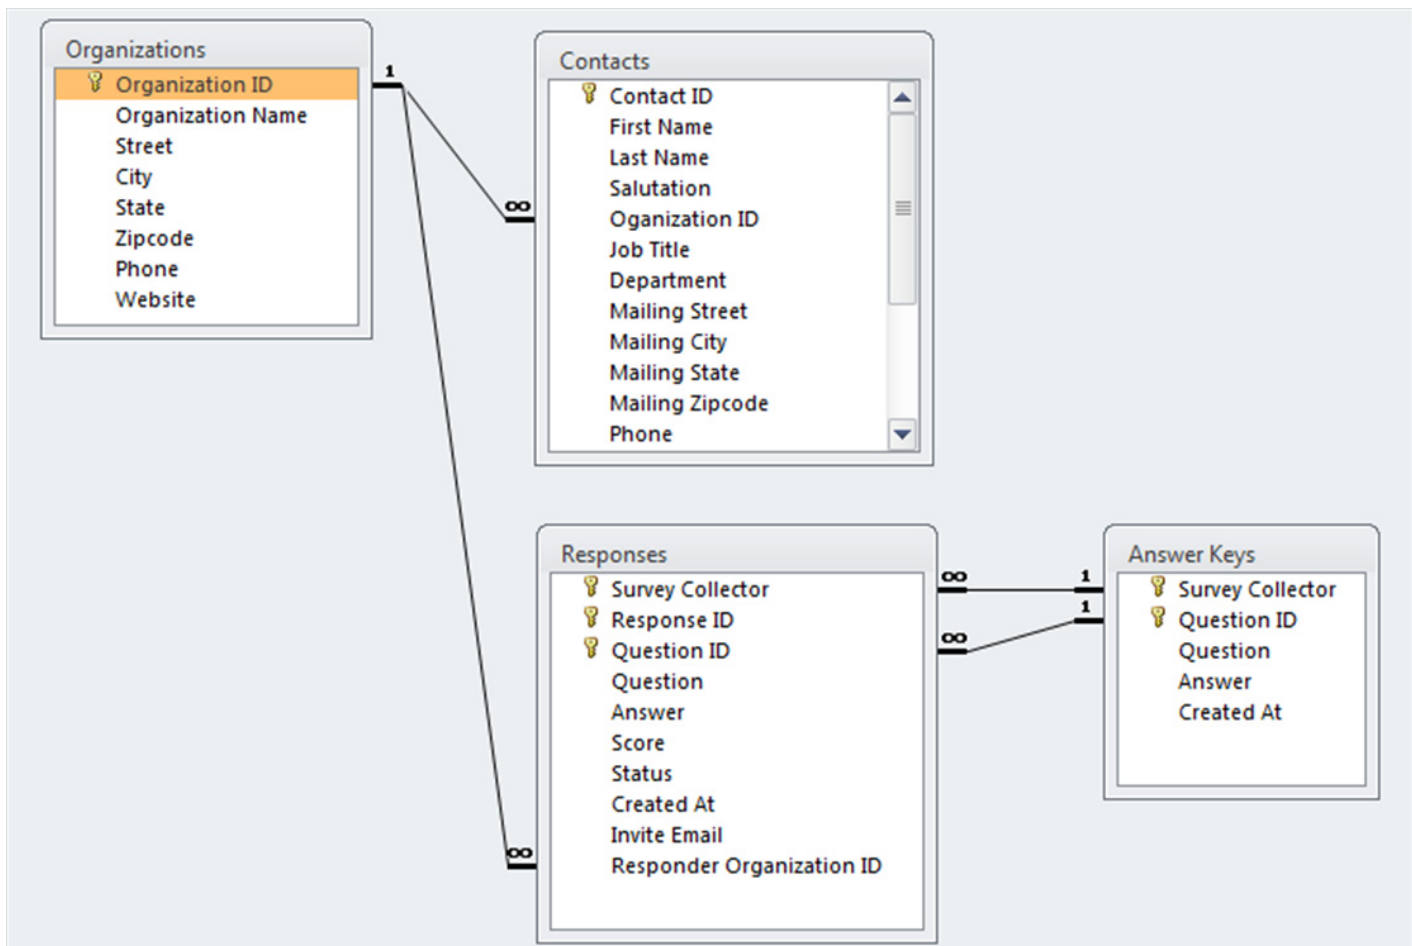 Organizations
Organization ID
Organization Name
Street
City
State
Zipcode
Phone
Website
1
∞
Contacts
Contact ID
First Name
Last Name
Salutation
Oganization ID
Job Title
Department
Mailing Street
Mailing City
Mailing State
Mailing Zipcode
Phone
Responses
Survey Collector
Response ID
Question ID
Question
Answer
Score
Status
Created At
Invite Email
Responder Organization ID
∞
∞ 1
∞ 1
Answer Keys
Survey Collector
Question ID
Question
Answer
Created At